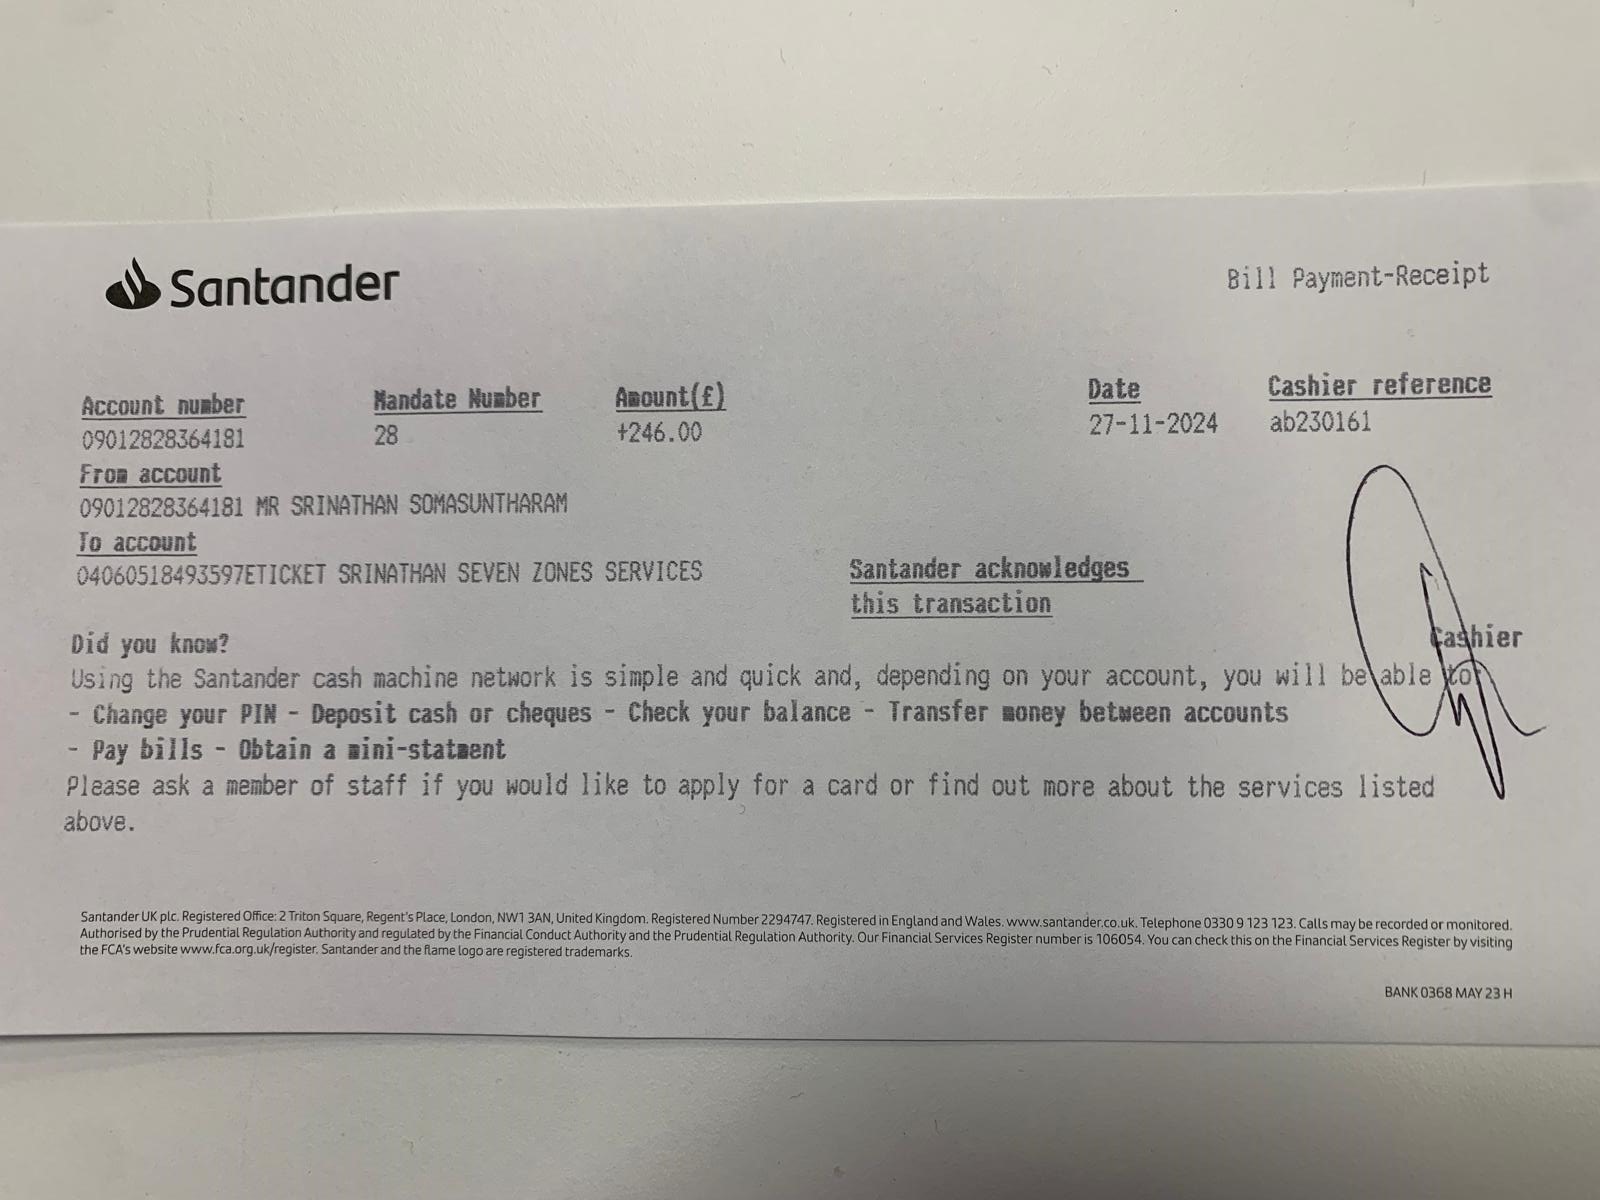 Santander
Bill Payment-Receipt
Account number Mandate Number Amount(£) Date Cashier reference
09012828364181 28 +246.00 27-11-2024 ab230161
From account
09012828364181 MR SRINATHAN SOMASUNTHARAM
To account
04060518493597ETICKET SRINATHAN SEVEN ZONES SERVICES
Santander acknowledges
this transaction
Cashier
Did you know?
Using the Santander cash machine network is simple and quick and, depending on your account, you will be able to
- Change your PIN - Deposit cash or cheques - Check your balance - Transfer money between accounts
- Pay bills - Obtain a mini-statment
Please ask a member of staff if you would like to apply for a card or find out more about the services listed
above.
Santander UK plc. Registered Office: 2 Triton Square, Regent's Place, London, NW1 3AN, United Kingdom. Registered Number 2294747. Registered in England and Wales. www.santander.co.uk. Telephone 0330 9 123 123. Calls may be recorded or monitored.
Authorised by the Prudential Regulation Authority and regulated by the Financial Conduct Authority and the Prudential Regulation Authority. Our Financial Services Register number is 106054. You can check this on the Financial Services Register by visiting
the FCA's website www.fca.org.uk/register. Santander and the flame logo are registered trademarks.
BANK 0368 MAY 23 H